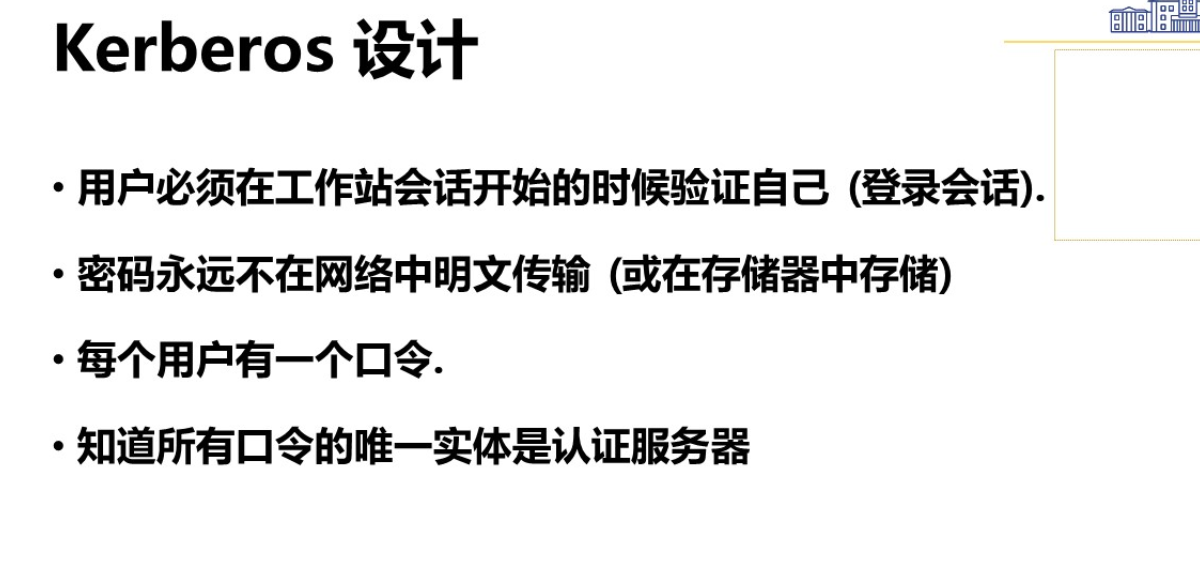 Kerberos 设计
• 用户必须在工作站会话开始的时候验证自己 (登录会话).
• 密码永远不在网络中明文传输 (或在存储器中存储)
• 每个用户有一个口令.
• 知道所有口令的唯一实体是认证服务器